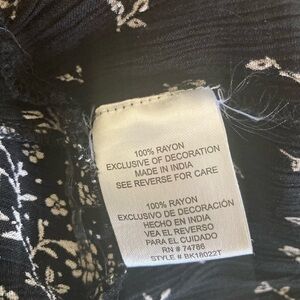 100% RAYON
EXCLUSIVE OF DECORATION
MADE IN INDIA
SEE REVERSE FOR CARE
100% RAYON
EXCLUSIVO DE DECORACIÓN
HECHO EN INDIA
VEA EL REVERSO
PARA EL CUIDADO
RN # 74786
STYLE # BK18022T